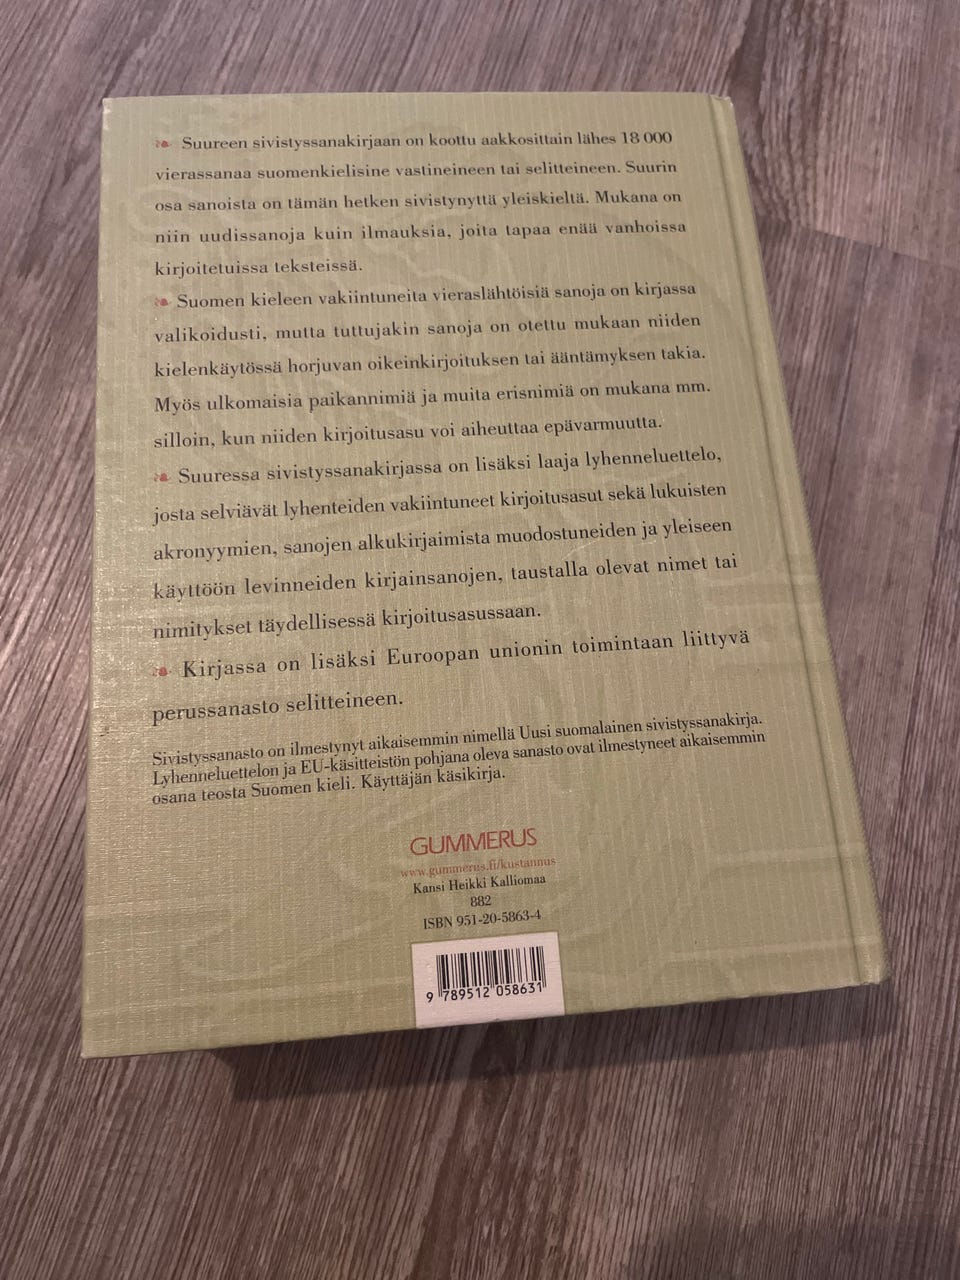 ❧ Suureen sivistyssanakirjaan on koottu aakkosittain lähes 18 000
vierassanaa suomenkielisine vastineineen tai selitteineen. Suurin
osa sanoista on tämän hetken sivistynyttä yleiskieltä. Mukana on
niin uudissanoja kuin ilmauksia, joita tapaa enää vanhoissa
kirjoitetuissa teksteissä.
❧ Suomen kieleen vakiintuneita vieraslähtöisiä sanoja on kirjassa
valikoidusti, mutta tuttujakin sanoja on otettu mukaan niiden
kielenkäytössä horjuvan oikeinkirjoituksen tai ääntämyksen takia.
Myös ulkomaisia paikannimiä ja muita erisnimiä on mukana mm.
silloin, kun niiden kirjoitusasu voi aiheuttaa epävarmuutta.
❧ Suuressa sivistyssanakirjassa on lisäksi laaja lyhenneluettelo,
josta selviävät lyhenteiden vakiintuneet kirjoitusasut sekä lukuisten
akronyymien, sanojen alkukirjaimista muodostuneiden ja yleiseen
käyttöön levinneiden kirjainsanojen, taustalla olevat nimet tai
nimitykset täydellisessä kirjoitusasussaan.
❧ Kirjassa on lisäksi Euroopan unionin toimintaan liittyvä
perussanasto selitteineen.
Sivistyssanasto on ilmestynyt aikaisemmin nimellä Uusi suomalainen sivistyssanakirja.
Lyhenneluettelon ja EU-käsitteistön pohjana oleva sanasto ovat ilmestyneet aikaisemmin
osana teosta Suomen kieli. Käyttäjän käsikirja.
GUMMERUS
www.gummerus.fi/kustannus
Kansi Heikki Kalliomaa
882
ISBN 951-20-5863-4
9 789512 058631